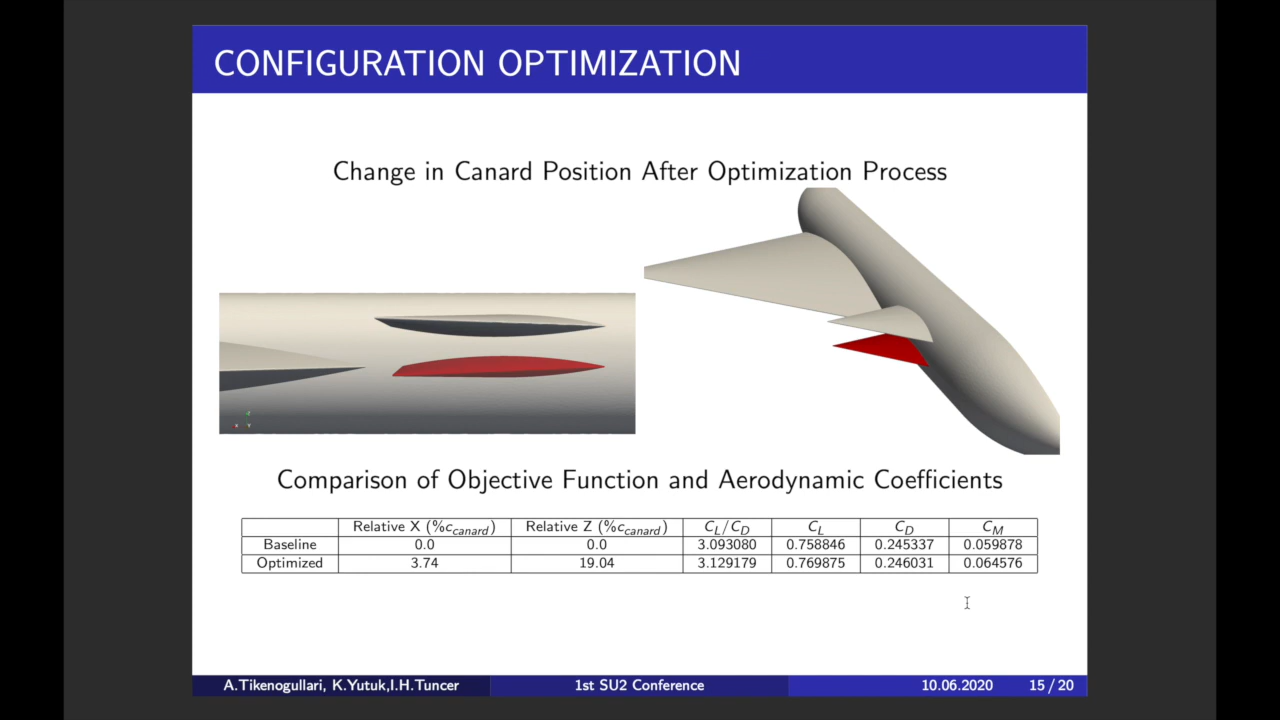 CONFIGURATION OPTIMIZATION
Change in Canard Position After Optimization Process
Comparison of Objective Function and Aerodynamic Coefficients
Relative X (%c_canard) Relative Z (%c_canard) C_L/C_D C_L C_D C_M
Baseline 0.0 0.0 3.093080 0.758846 0.245337 0.059878
Optimized 3.74 19.04 3.129179 0.769875 0.246031 0.064576
A.Tikenogullari, K.Yutuk,I.H.Tuncer 1st SU2 Conference 10.06.2020 15 / 20